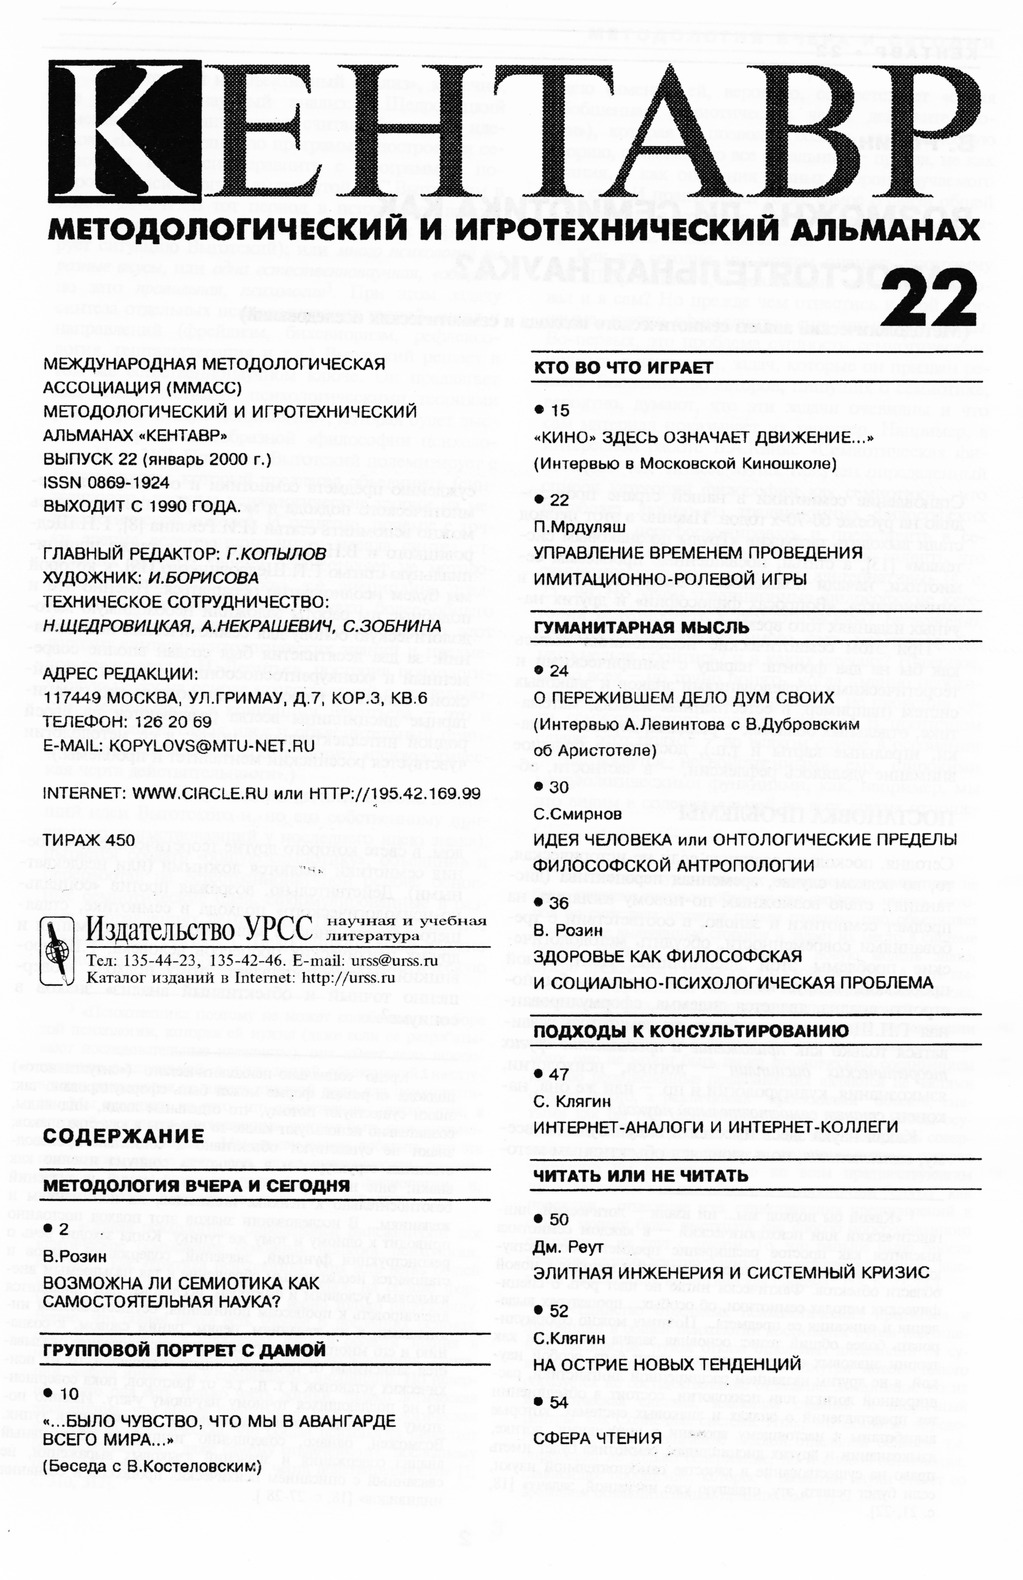 КЕНТАВР
МЕТОДОЛОГИЧЕСКИЙ И ИГРОТЕХНИЧЕСКИЙ АЛЬМАНАХ
22
МЕЖДУНАРОДНАЯ МЕТОДОЛОГИЧЕСКАЯ
АССОЦИАЦИЯ (ММАСС)
МЕТОДОЛОГИЧЕСКИЙ И ИГРОТЕХНИЧЕСКИЙ
АЛЬМАНАХ «КЕНТАВР»
ВЫПУСК 22 (январь 2000 г.)
ISSN 0869-1924
ВЫХОДИТ С 1990 ГОДА.
ГЛАВНЫЙ РЕДАКТОР: Г.КОПЫЛОВ
ХУДОЖНИК: И.БОРИСОВА
ТЕХНИЧЕСКОЕ СОТРУДНИЧЕСТВО:
Н.ЩЕДРОВИЦКАЯ, А.НЕКРАШЕВИЧ, С.ЗОБНИНА
АДРЕС РЕДАКЦИИ:
117449 МОСКВА, УЛ.ГРИМАУ, Д.7, КОР.3, КВ.6
ТЕЛЕФОН: 126 20 69
E-MAIL: KOPYLOVS@MTU-NET.RU
INTERNET: WWW.CIRCLE.RU или HTTP://195.42.169.99
ТИРАЖ 450
Издательство УРСС научная и учебная
литература
Тел: 135-44-23, 135-42-46. E-mail: urss@urss.ru
Каталог изданий в Internet: http://urss.ru
СОДЕРЖАНИЕ
МЕТОДОЛОГИЯ ВЧЕРА И СЕГОДНЯ
• 2
В.Розин
ВОЗМОЖНА ЛИ СЕМИОТИКА КАК
САМОСТОЯТЕЛЬНАЯ НАУКА?
ГРУППОВОЙ ПОРТРЕТ С ДАМОЙ
• 10
«...БЫЛО ЧУВСТВО, ЧТО МЫ В АВАНГАРДЕ
ВСЕГО МИРА...»
(Беседа с В.Костеловским)
КТО ВО ЧТО ИГРАЕТ
• 15
«КИНО» ЗДЕСЬ ОЗНАЧАЕТ ДВИЖЕНИЕ...»
(Интервью в Московской Киношколе)
• 22
П.Мрдуляш
УПРАВЛЕНИЕ ВРЕМЕНЕМ ПРОВЕДЕНИЯ
ИМИТАЦИОННО-РОЛЕВОЙ ИГРЫ
ГУМАНИТАРНАЯ МЫСЛЬ
• 24
О ПЕРЕЖИВШЕМ ДЕЛО ДУМ СВОИХ
(Интервью А.Левинтова с В.Дубровским
об Аристотеле)
• 30
С.Смирнов
ИДЕЯ ЧЕЛОВЕКА или ОНТОЛОГИЧЕСКИЕ ПРЕДЕЛЫ
ФИЛОСОФСКОЙ АНТРОПОЛОГИИ
• 36
В. Розин
ЗДОРОВЬЕ КАК ФИЛОСОФСКАЯ
И СОЦИАЛЬНО-ПСИХОЛОГИЧЕСКАЯ ПРОБЛЕМА
ПОДХОДЫ К КОНСУЛЬТИРОВАНИЮ
• 47
С. Клягин
ИНТЕРНЕТ-АНАЛОГИ И ИНТЕРНЕТ-КОЛЛЕГИ
ЧИТАТЬ ИЛИ НЕ ЧИТАТЬ
• 50
Дм. Реут
ЭЛИТНАЯ ИНЖЕНЕРИЯ И СИСТЕМНЫЙ КРИЗИС
• 52
С.Клягин
НА ОСТРИЕ НОВЫХ ТЕНДЕНЦИЙ
• 54
СФЕРА ЧТЕНИЯ